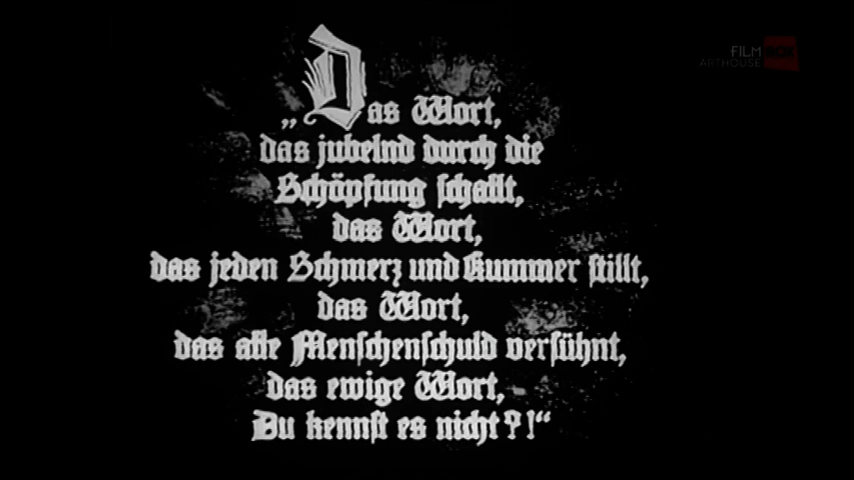 FILMBOX
ARTHOUSE
„Das Wort,
das jubelnd durch die
Schöpfung schallt,
das Wort,
das jeden Schmerz und Kummer stillt,
das Wort,
das alle Menschenschuld versühnt,
das ewige Wort,
Du kennst es nicht?!“